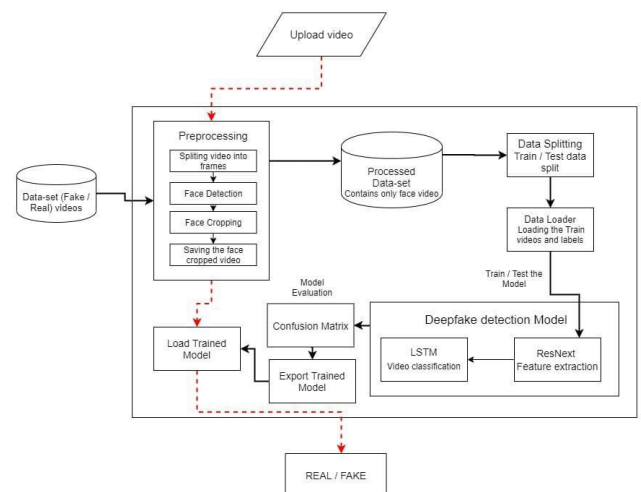 Upload video
Preprocessing
Spliting video into
frames
Face Detection
Face Cropping
Saving the face
cropped video
Data-set (Fake /
Real) videos
Processed
Data-set
Contains only face video
Data Splitting
Train / Test data
split
Data Loader
Loading the Train
videos and labels
Train / Test the
Model
Model
Evaluation
Deepfake detection Model
Confusion Matrix
Load Trained
Model
Export Trained
Model
LSTM
Video classification
ResNext
Feature extraction
REAL / FAKE